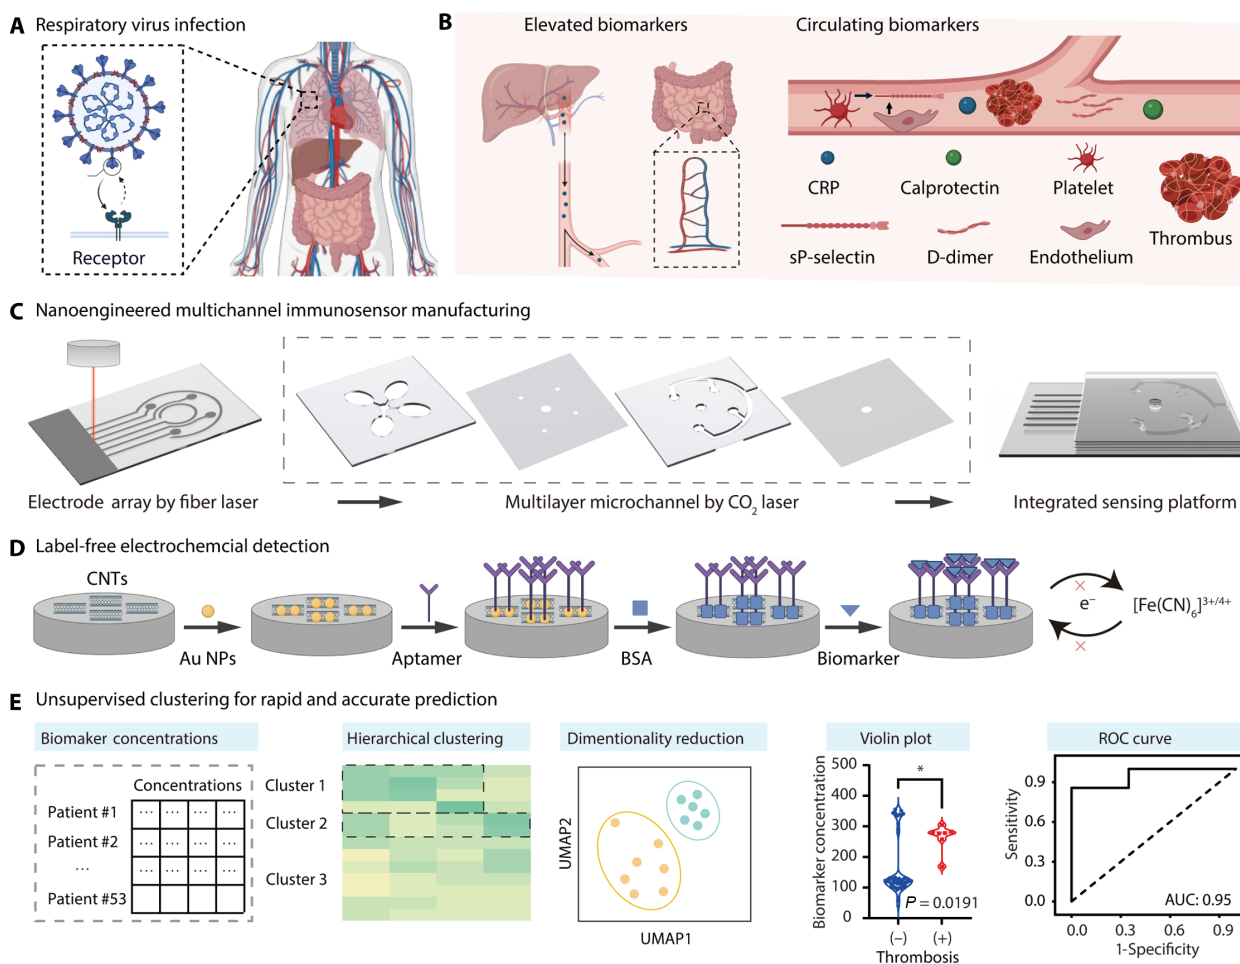 A Respiratory virus infection
Receptor
B
Elevated biomarkers
Circulating biomarkers
CRP
Calprotectin
Platelet
Thrombus
sP-selectin
D-dimer
Endothelium
C Nanoengineered multichannel immunosensor manufacturing
Electrode array by fiber laser
Multilayer microchannel by CO2 laser
Integrated sensing platform
D Label-free electrochemcial detection
CNTs
Au NPs
Aptamer
BSA
Biomarker
e−
[Fe(CN)6]3+/4+
E Unsupervised clustering for rapid and accurate prediction
Biomaker concentrations
Concentrations
Patient #1 ... ... ... ...
Patient #2 ... ... ... ...
... ... ... ... ...
Patient #53
Hierarchical clustering
Cluster 1
Cluster 2
Cluster 3
Dimentionality reduction
UMAP2
UMAP1
Violin plot
Biomarker concentration
500
400
300
200
100
0
*
P = 0.0191
(−) (+)
Thrombosis
ROC curve
Sensitivity
0.9
0.6
0.3
0.0
AUC: 0.95
0.0 0.3 0.6 0.9
1-Specificity